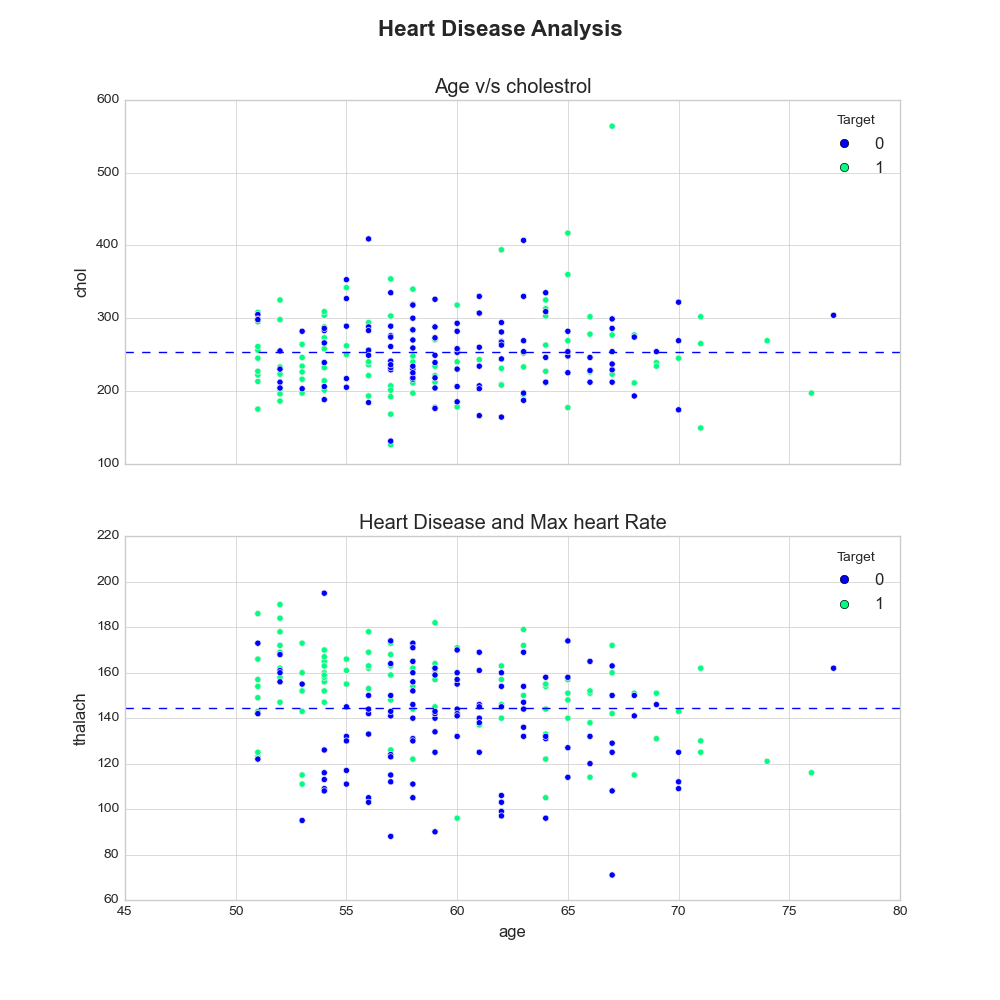 Heart Disease Analysis
Age v/s cholestrol
600
500
400
300
200
100
chol
Target
0
1
Heart Disease and Max heart Rate
220
200
180
160
140
120
100
80
60
thalach
Target
0
1
45 50 55 60 65 70 75 80
age